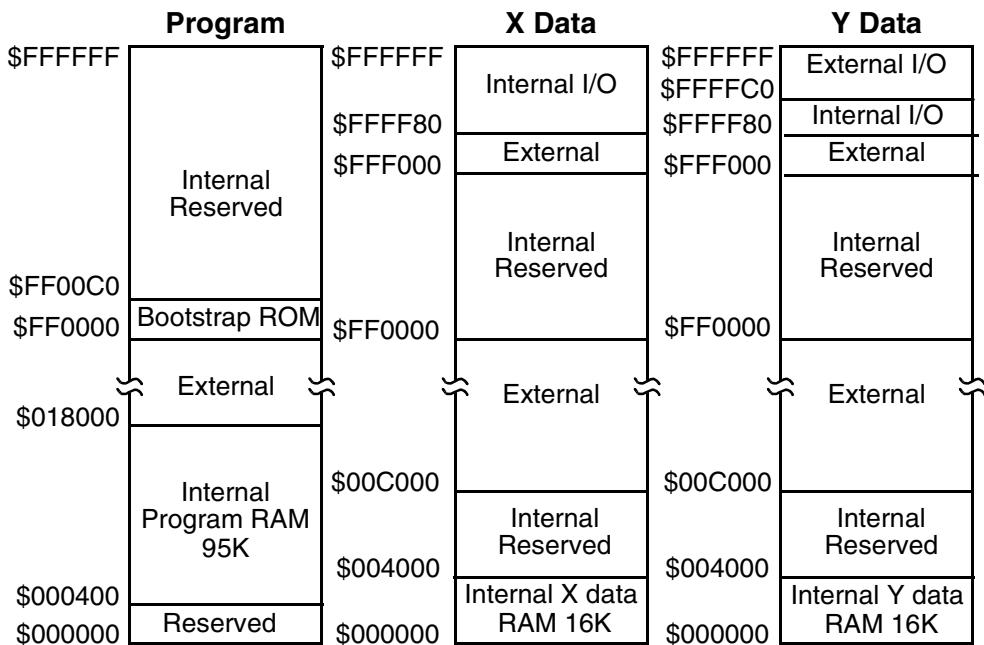 Program
$FFFFFF
Internal
Reserved
$FF00C0
Bootstrap ROM
$FF0000
External
$018000
Internal
Program RAM
95K
$000400
Reserved
$000000
X Data
$FFFFFF
Internal I/O
$FFFF80
External
$FFF000
Internal
Reserved
$FF0000
External
$00C000
Internal
Reserved
$004000
Internal X data
RAM 16K
$000000
Y Data
$FFFFFF
External I/O
$FFFFC0
Internal I/O
$FFFF80
External
$FFF000
Internal
Reserved
$FF0000
External
$00C000
Internal
Reserved
$004000
Internal Y data
RAM 16K
$000000